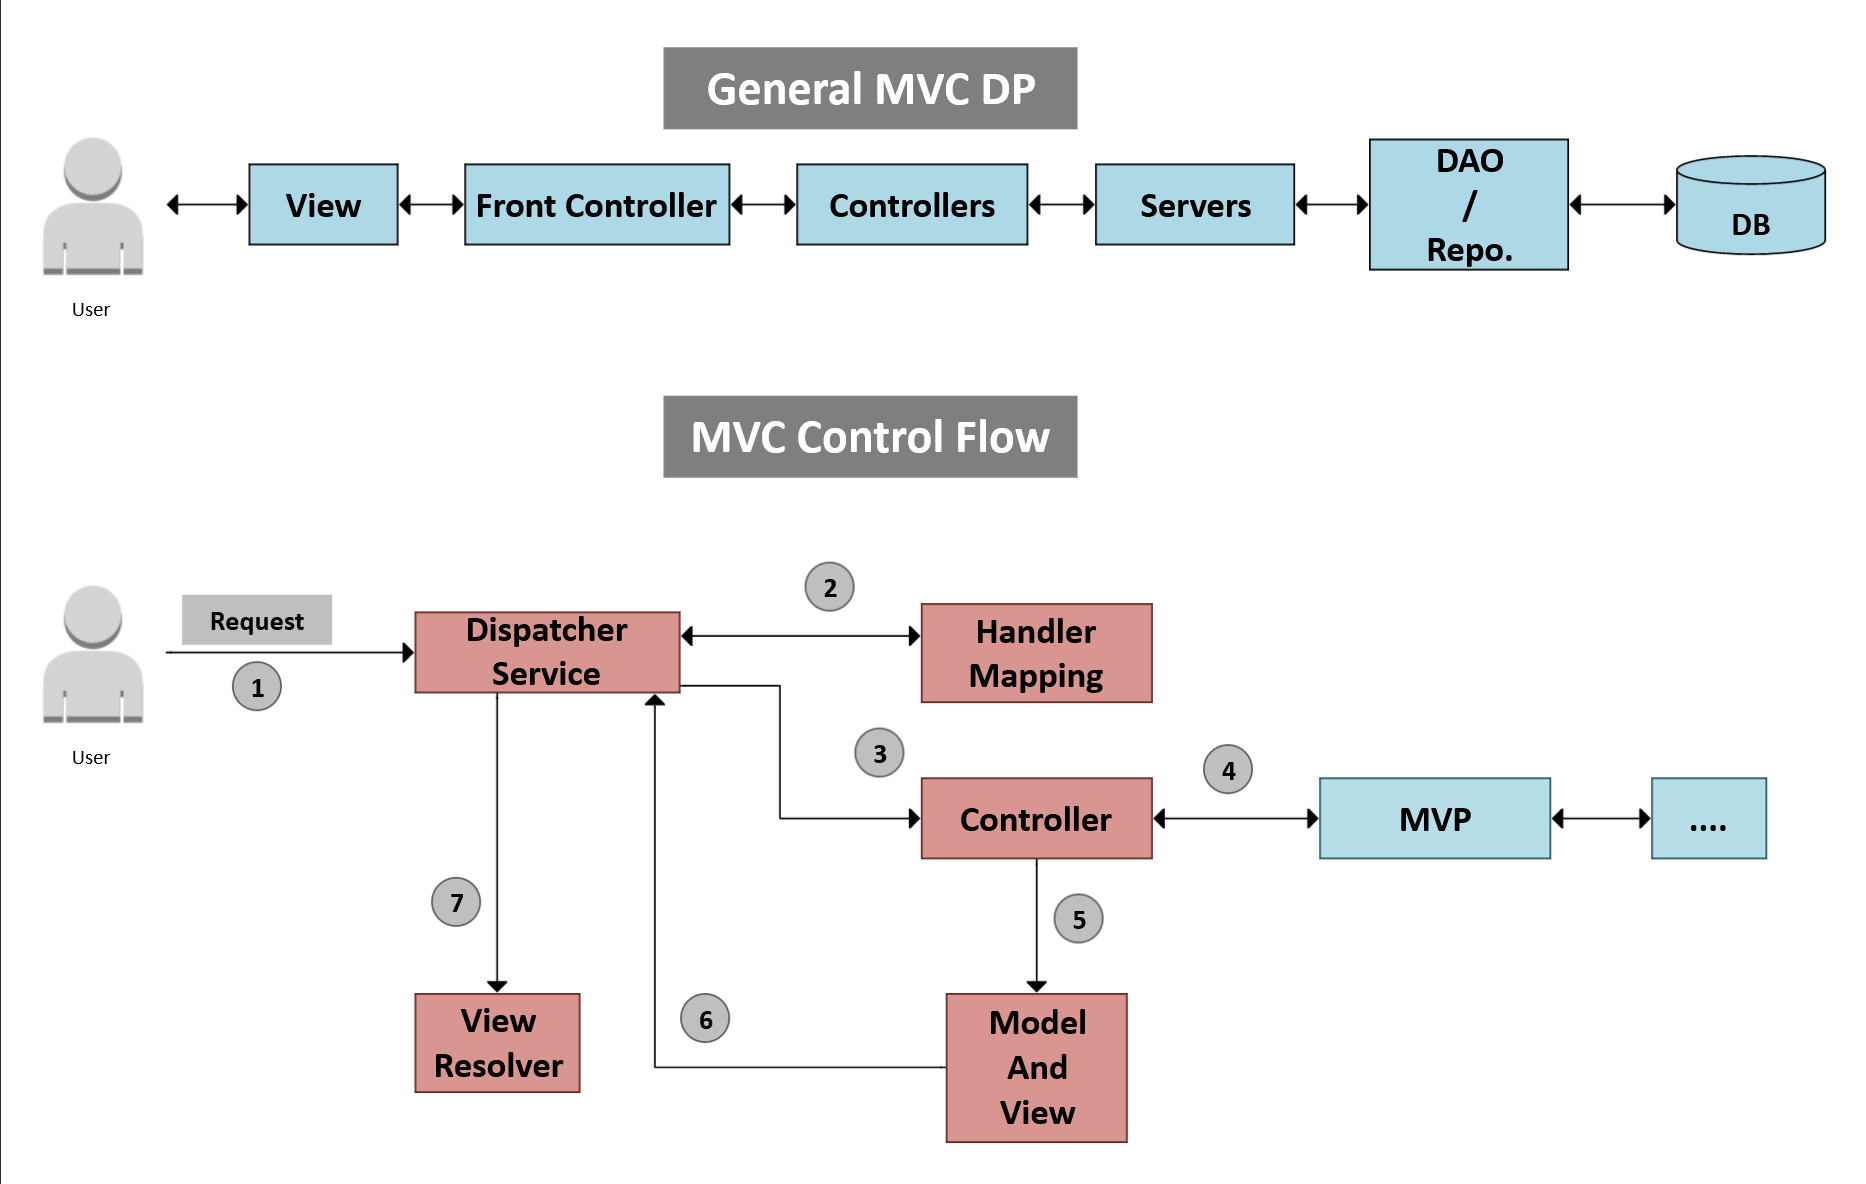 General MVC DP
View
Front Controller
Controllers
Servers
DAO
/
Repo.
DB
User
MVC Control Flow
Request
1
Dispatcher
Service
2
Handler
Mapping
User
3
Controller
4
MVP
....
7
5
View
Resolver
6
Model
And
View